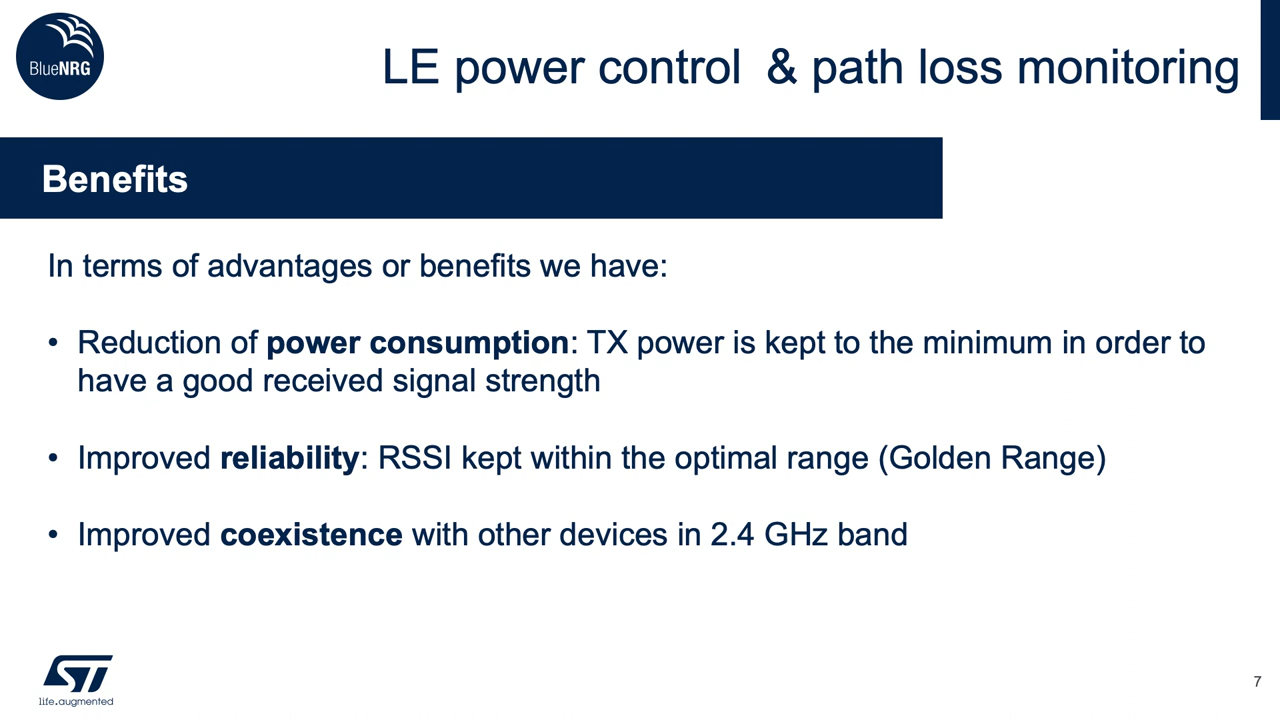 BlueNRG
LE power control & path loss monitoring
Benefits
In terms of advantages or benefits we have:
• Reduction of power consumption: TX power is kept to the minimum in order to
have a good received signal strength
• Improved reliability: RSSI kept within the optimal range (Golden Range)
• Improved coexistence with other devices in 2.4 GHz band
ST
life.augmented
7